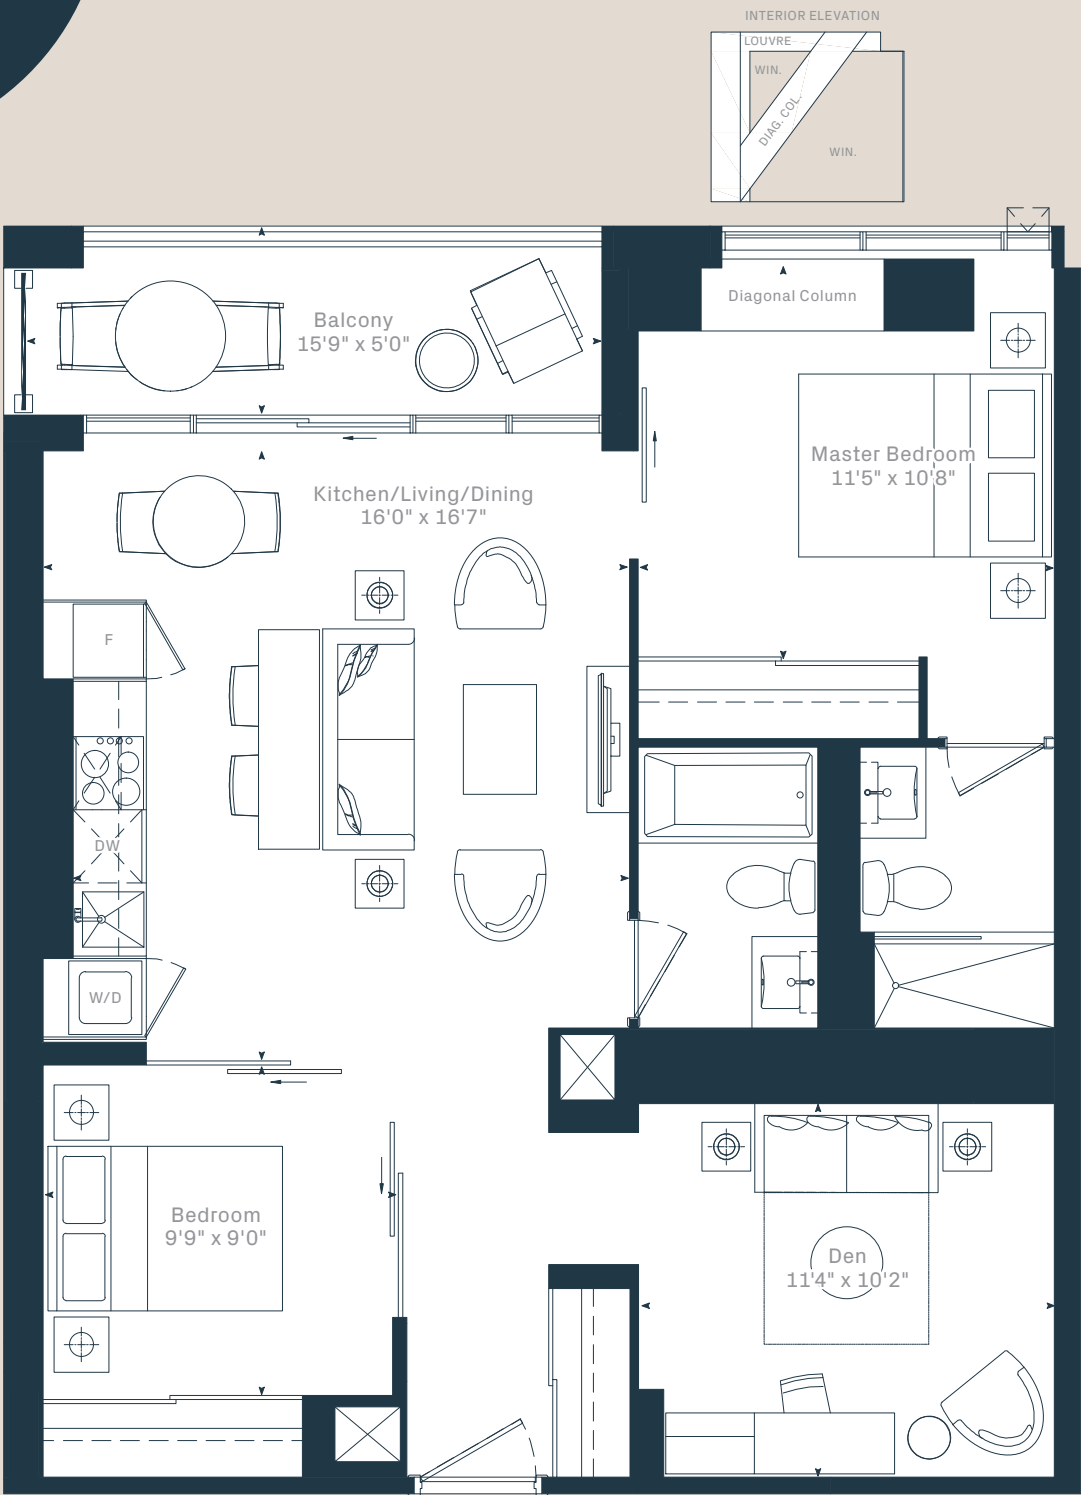 INTERIOR ELEVATION
LOUVRE
WIN.
DIAG. COL.
WIN.
Diagonal Column
Balcony
15'9" x 5'0"
Master Bedroom
11'5" x 10'8"
Kitchen/Living/Dining
16'0" x 16'7"
F
DW
W/D
Bedroom
9'9" x 9'0"
Den
11'4" x 10'2"